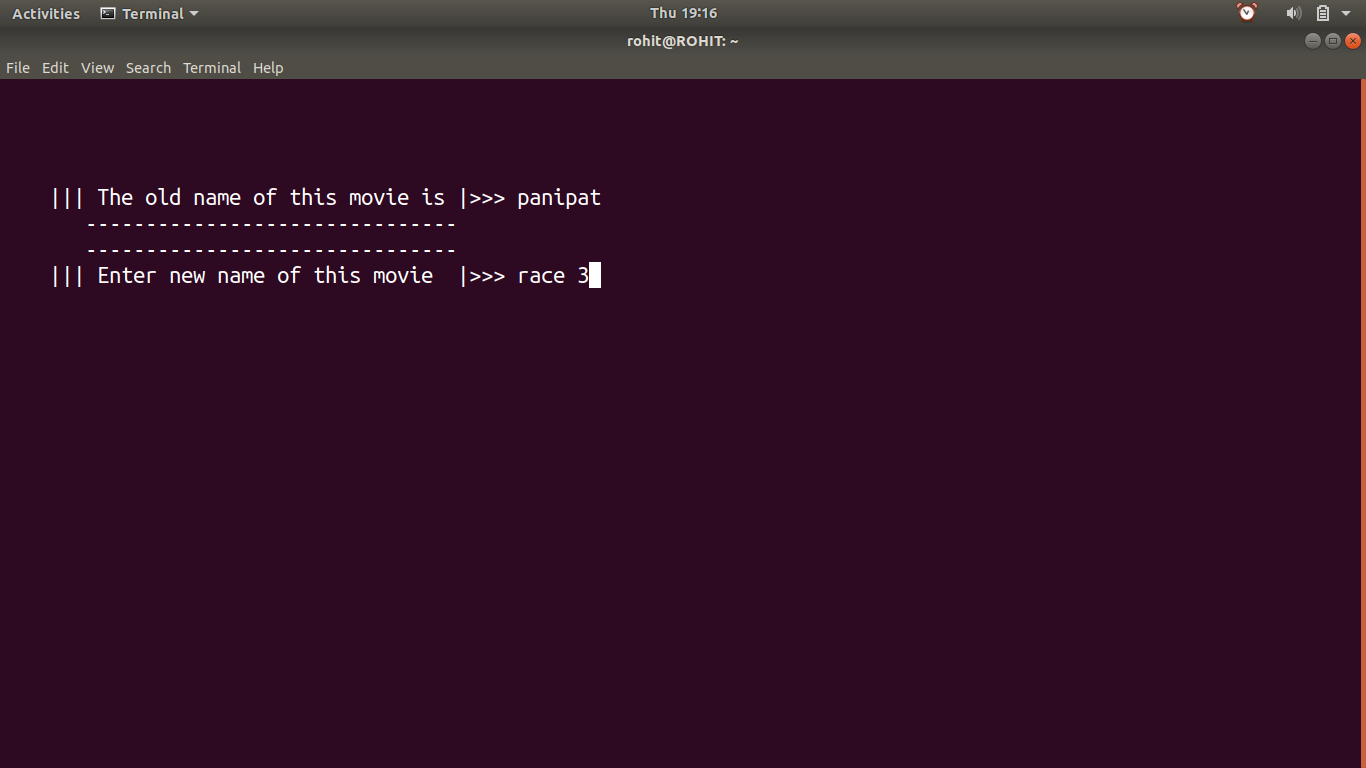 Activities Terminal Thu 19:16
rohit@ROHIT: ~
File Edit View Search Terminal Help
||| The old name of this movie is |>>> panipat
-------------------------------
-------------------------------
||| Enter new name of this movie  |>>> race 3